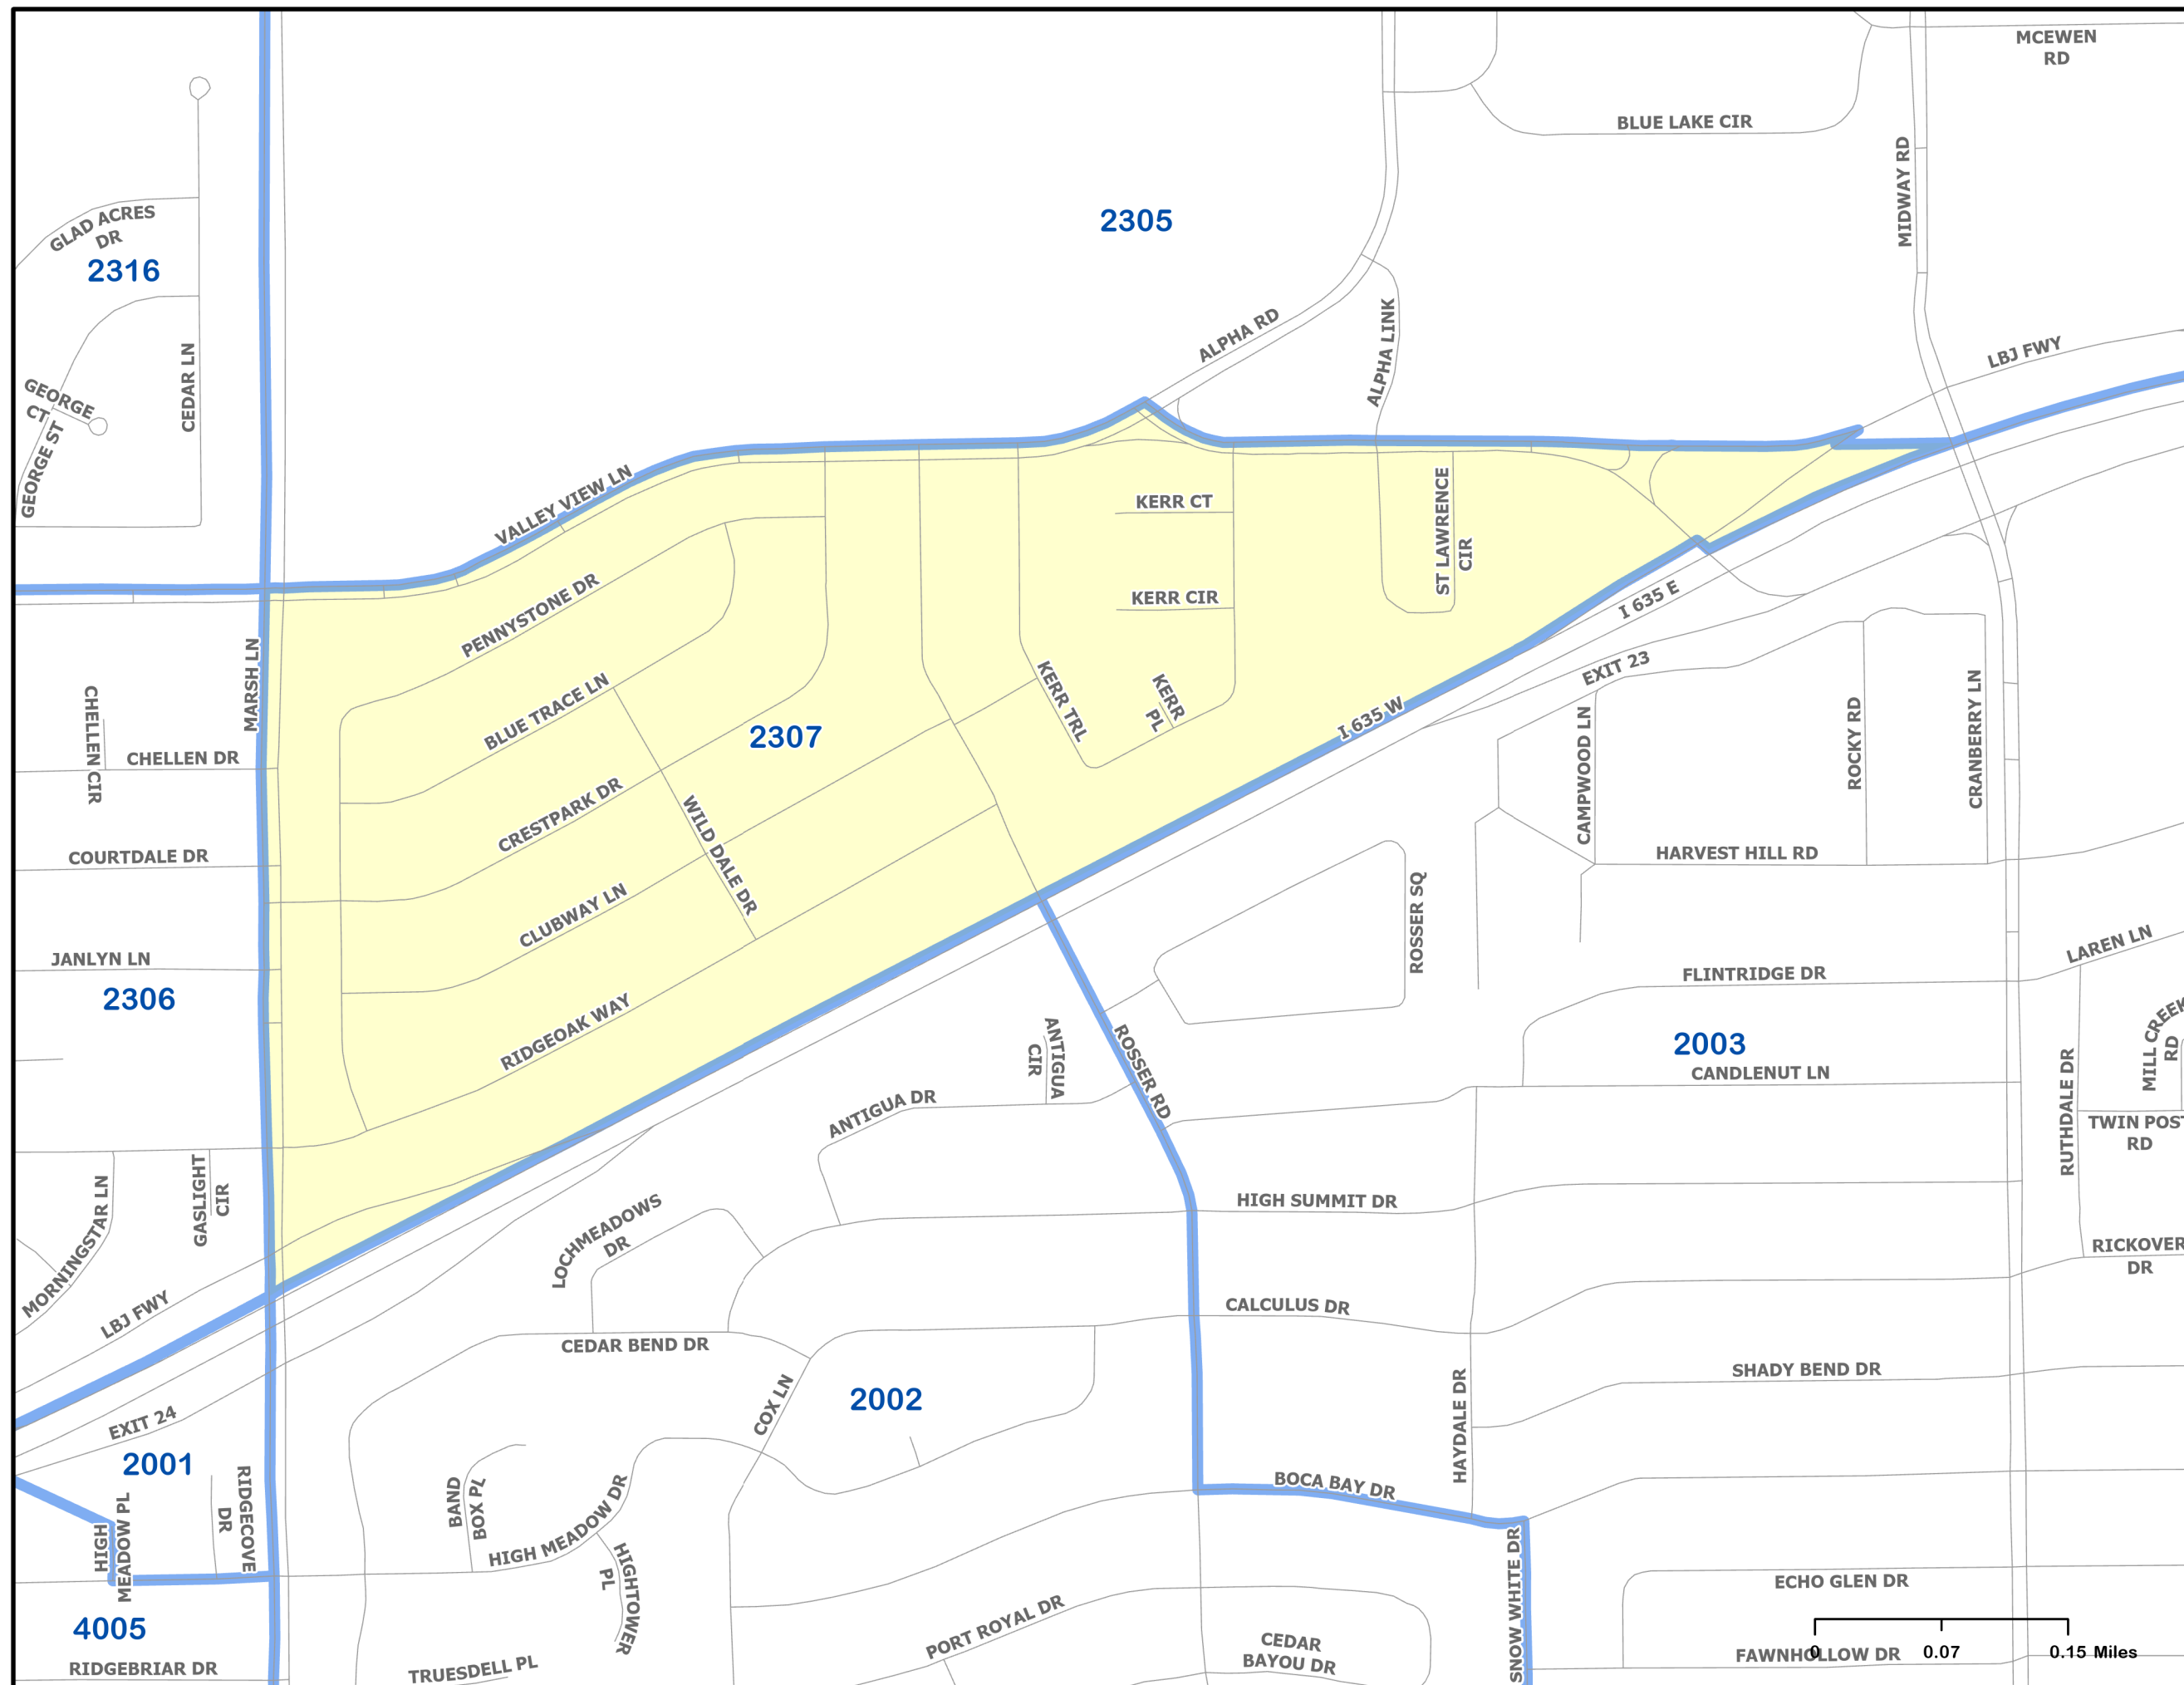 MCEWEN
RD
BLUE LAKE CIR
MIDWAY RD
GLAD ACRES
DR
2305
2316
ALPHA RD
ALPHA LINK
LBJ FWY
CEDAR LN
GEORGE
CT
GEORGE ST
VALLEY VIEW LN
KERR CT
ST LAWRENCE
CIR
KERR CIR
PENNYSTONE DR
I 635 E
EXIT 23
MARSH LN
CHELLEN CIR
CHELLEN DR
BLUE TRACE LN
2307
KERR TRL
KERR
PL
I 635 W
CAMPWOOD LN
ROCKY RD
CRANBERRY LN
CRESTPARK DR
WILD DALE DR
COURTDALE DR
HARVEST HILL RD
CLUBWAY LN
ROSSER SQ
LAREN LN
JANLYN LN
FLINTRIDGE DR
2306
RIDGEOAK WAY
ANTIGUA
CIR
ROSSER RD
2003
MILL CREEK
RD
CANDLENUT LN
RUTHDALE DR
ANTIGUA DR
TWIN POST
RD
GASLIGHT
CIR
MORNINGSTAR LN
HIGH SUMMIT DR
LOCHMEADOWS
DR
RICKOVER
DR
LBJ FWY
CALCULUS DR
CEDAR BEND DR
SHADY BEND DR
COX LN
2002
HAYDALE DR
EXIT 24
2001
BOCA BAY DR
RIDGECOVE
DR
BAND
BOX PL
HIGH MEADOW DR
HIGH
MEADOW PL
HIGHTOWER
PL
SNOW WHITE DR
ECHO GLEN DR
4005
PORT ROYAL DR
CEDAR
BAYOU DR
FAWNHOLLOW DR
0 0.07 0.15 Miles
RIDGEBRIAR DR
TRUESDELL PL